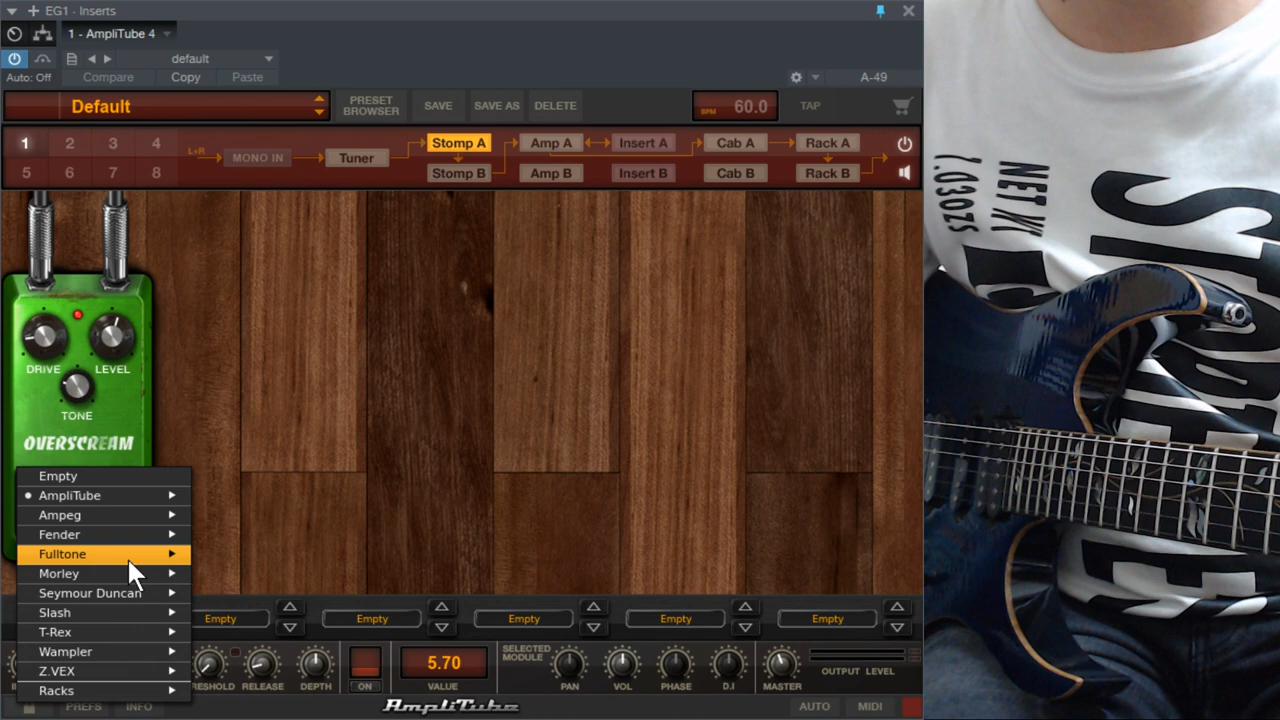 EG1 - Inserts
1 - AmpliTube 4
default
Auto: Off
Compare
Copy
Paste
A-49
Default
PRESET BROWSER
SAVE
SAVE AS
DELETE
BPM 60.0
TAP
1 2 3 4
5 6 7 8
L+R
MONO IN
Tuner
Stomp A
Amp A
Insert A
Cab A
Rack A
Stomp B
Amp B
Insert B
Cab B
Rack B
DRIVE
LEVEL
TONE
OVERSCREAM
Empty
AmpliTube
Ampeg
Fender
Fulltone
Morley
Seymour Duncan
Slash
T-Rex
Wampler
Z.VEX
Racks
Empty
Empty
Empty
Empty
Empty
RELEASE
DEPTH
ON
5.70
VALUE
SELECTED MODULE
PAN
VOL
PHASE
D.I
MASTER
OUTPUT LEVEL
PREFS
INFO
AmpliTube
AUTO
MIDI
NET WT
1.03OZS